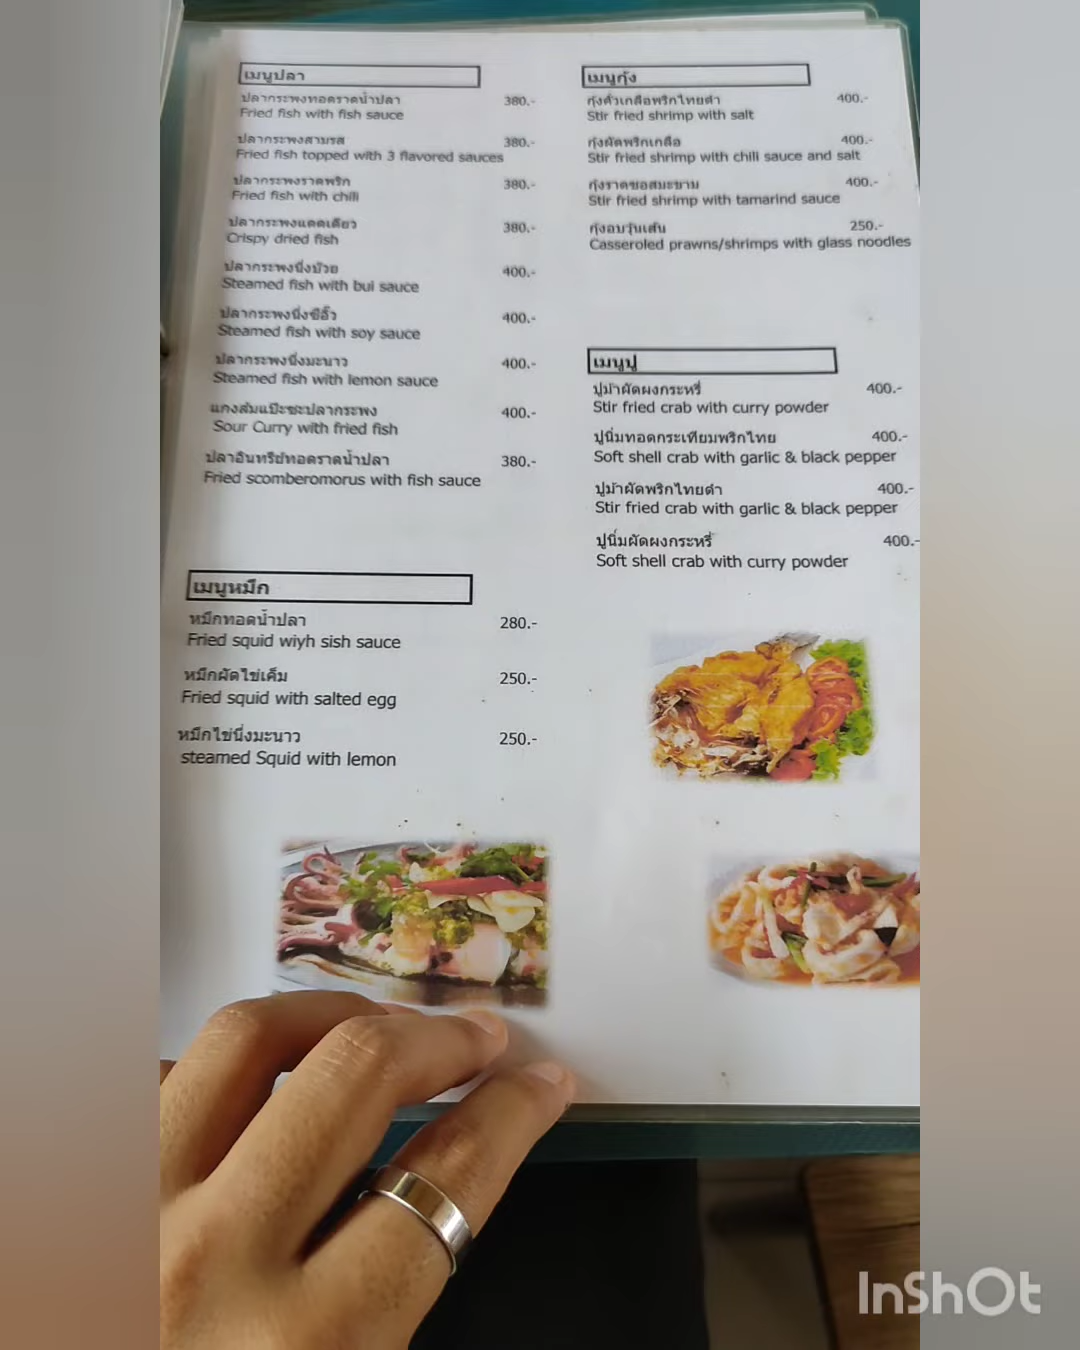 เมนูปลา
ปลากระพงทอดราดน้ำปลา 380.-
Fried fish with fish sauce
ปลากระพงสามรส 380.-
Fried fish topped with 3 flavored sauces
ปลากระพงราดพริก 380.-
Fried fish with chili
ปลากระพงแดดเดียว 380.-
Crispy dried fish
ปลากระพงนึ่งบ๊วย 400.-
Steamed fish with bui sauce
ปลากระพงนึ่งซีอิ๊ว 400.-
Steamed fish with soy sauce
ปลากระพงนึ่งมะนาว 400.-
Steamed fish with lemon sauce
แกงส้มแป๊ะซะปลากระพง 400.-
Sour Curry with fried fish
ปลาอินทรีย์ทอดราดน้ำปลา 380.-
Fried scomberomorus with fish sauce
เมนูหมึก
หมึกทอดน้ำปลา 280.-
Fried squid wiyh sish sauce
หมึกผัดไข่เค็ม 250.-
Fried squid with salted egg
หมึกไข่นึ่งมะนาว 250.-
steamed Squid with lemon
เมนูกุ้ง
กุ้งคั่วเกลือพริกไทยดำ 400.-
Stir fried shrimp with salt
กุ้งผัดพริกเกลือ 400.-
Stir fried shrimp with chili sauce and salt
กุ้งราดซอสมะขาม 400.-
Stir fried shrimp with tamarind sauce
กุ้งอบวุ้นเส้น 250.-
Casseroled prawns/shrimps with glass noodles
เมนูปู
ปูม้าผัดผงกระหรี่ 400.-
Stir fried crab with curry powder
ปูนิ่มทอดกระเทียมพริกไทย 400.-
Soft shell crab with garlic & black pepper
ปูม้าผัดพริกไทยดำ 400.-
Stir fried crab with garlic & black pepper
ปูนิ่มผัดผงกระหรี่ 400.-
Soft shell crab with curry powder
InShOt